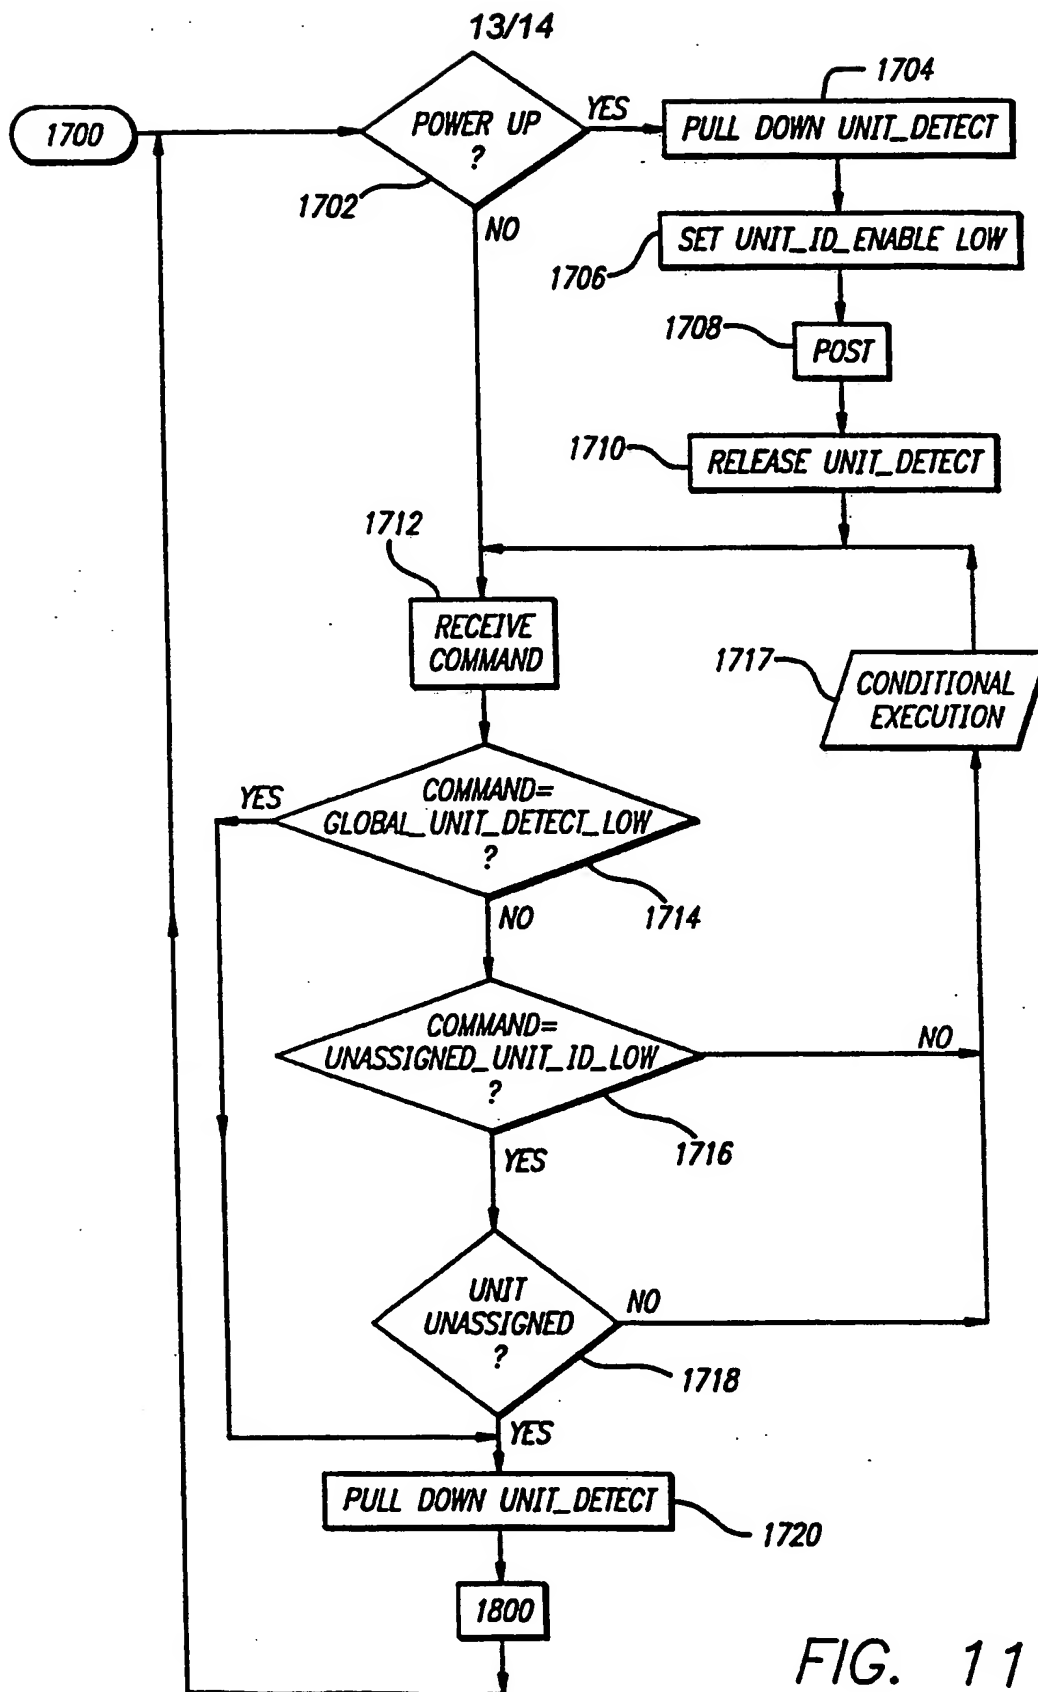 13/14
1700
POWER UP
?
1702
YES
NO
1704
PULL DOWN UNIT_DETECT
SET UNIT_ID_ENABLE LOW
1706
1708
POST
1710
RELEASE UNIT_DETECT
1712
RECEIVE
COMMAND
1717
CONDITIONAL
EXECUTION
YES
COMMAND=
GLOBAL_UNIT_DETECT_LOW
?
1714
NO
COMMAND=
UNASSIGNED_UNIT_ID_LOW
?
NO
1716
YES
UNIT
UNASSIGNED
?
NO
1718
YES
PULL DOWN UNIT_DETECT
1720
1800
FIG. 11